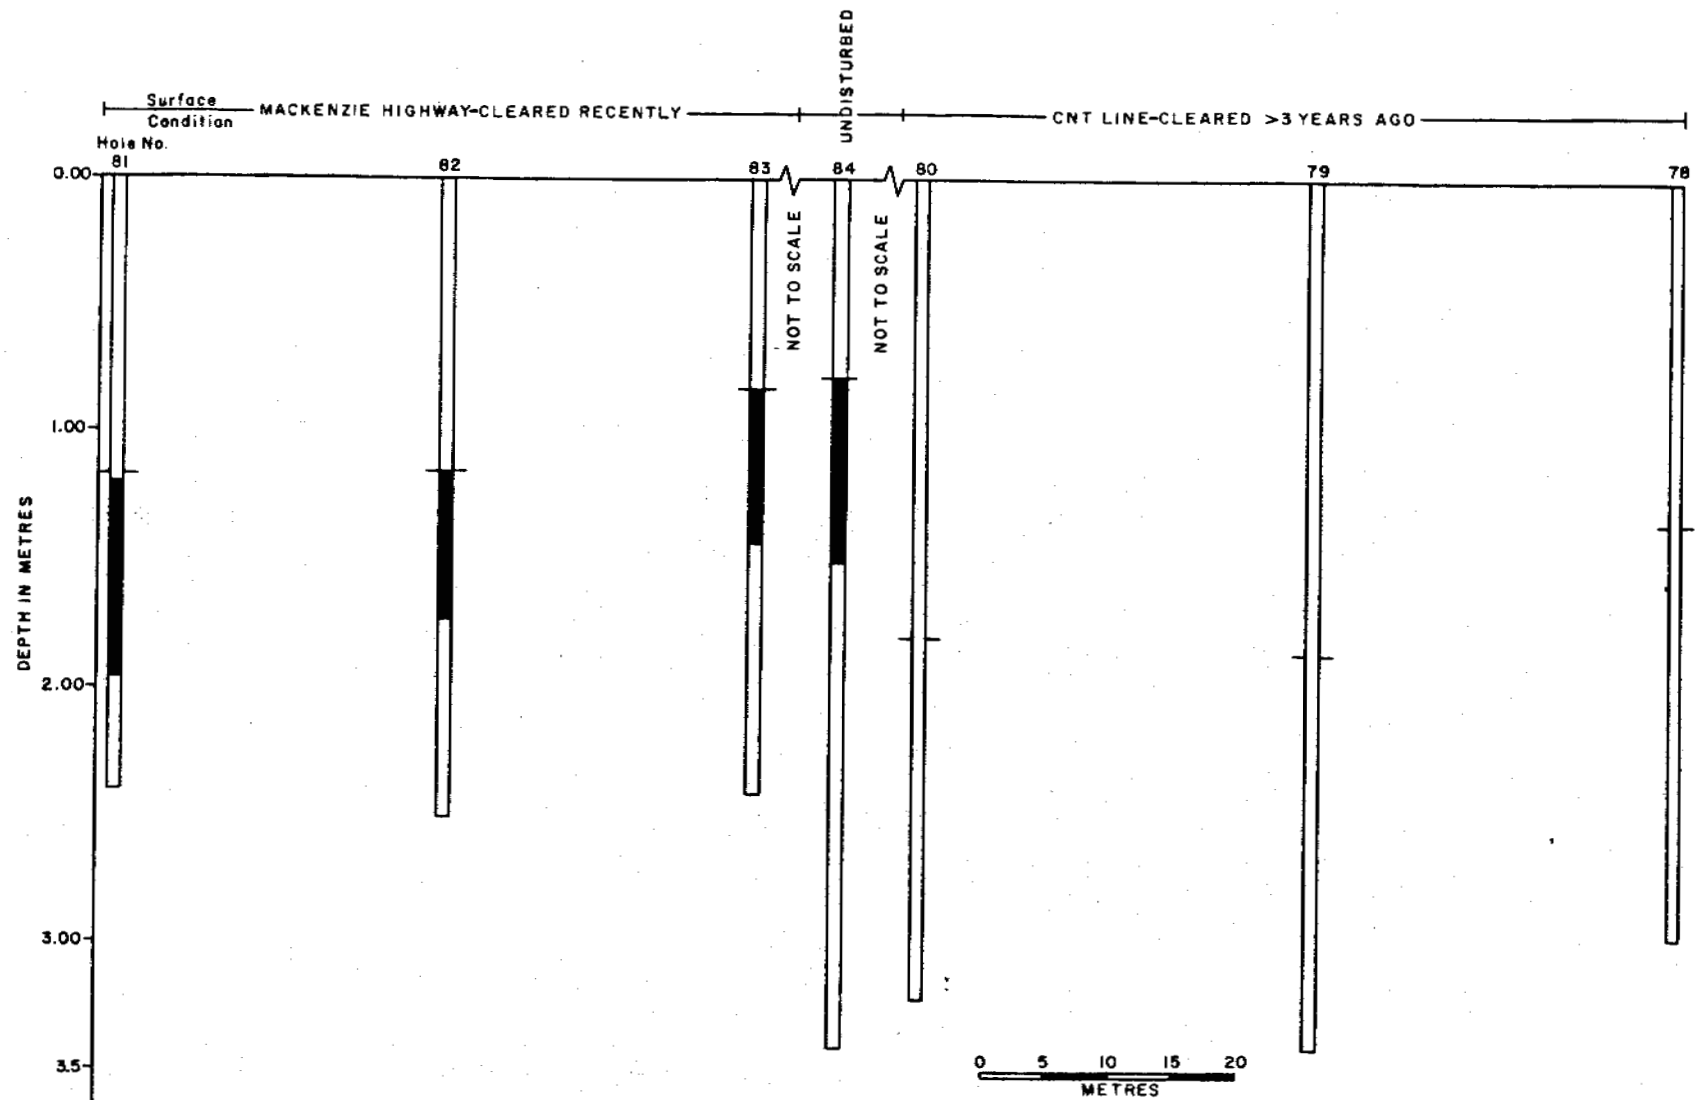 UNDISTURBED
Surface
Condition
MACKENZIE HIGHWAY-CLEARED RECENTLY
CNT LINE-CLEARED >3 YEARS AGO
Hole No.
81 82 83 84 80 79 78
0.00
NOT TO SCALE
NOT TO SCALE
1.00
DEPTH IN METRES
2.00
3.00
3.5
0 5 10 15 20
METRES